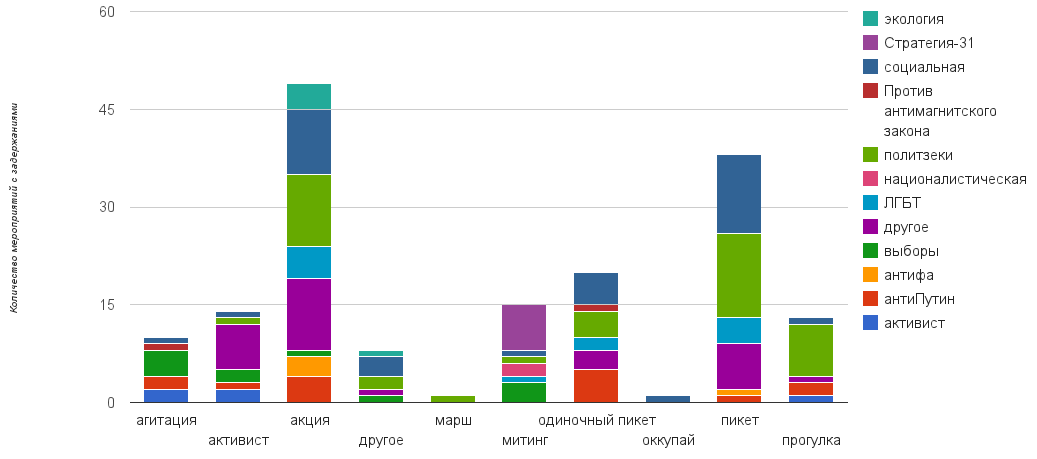 60
45
30
15
0
Количество мероприятий с задержаниями
агитация
активист
акция
другое
марш
митинг
одиночный пикет
оккупай
пикет
прогулка
экология
Стратегия-31
социальная
Против
антимагнитского
закона
политзеки
националистическая
ЛГБТ
другое
выборы
антифа
антиПутин
активист